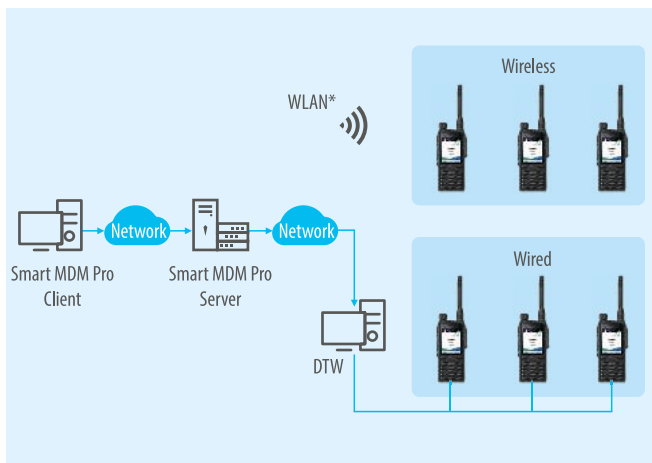 Wireless
WLAN*
Network
Network
Smart MDM Pro
Client
Smart MDM Pro
Server
Wired
DTW